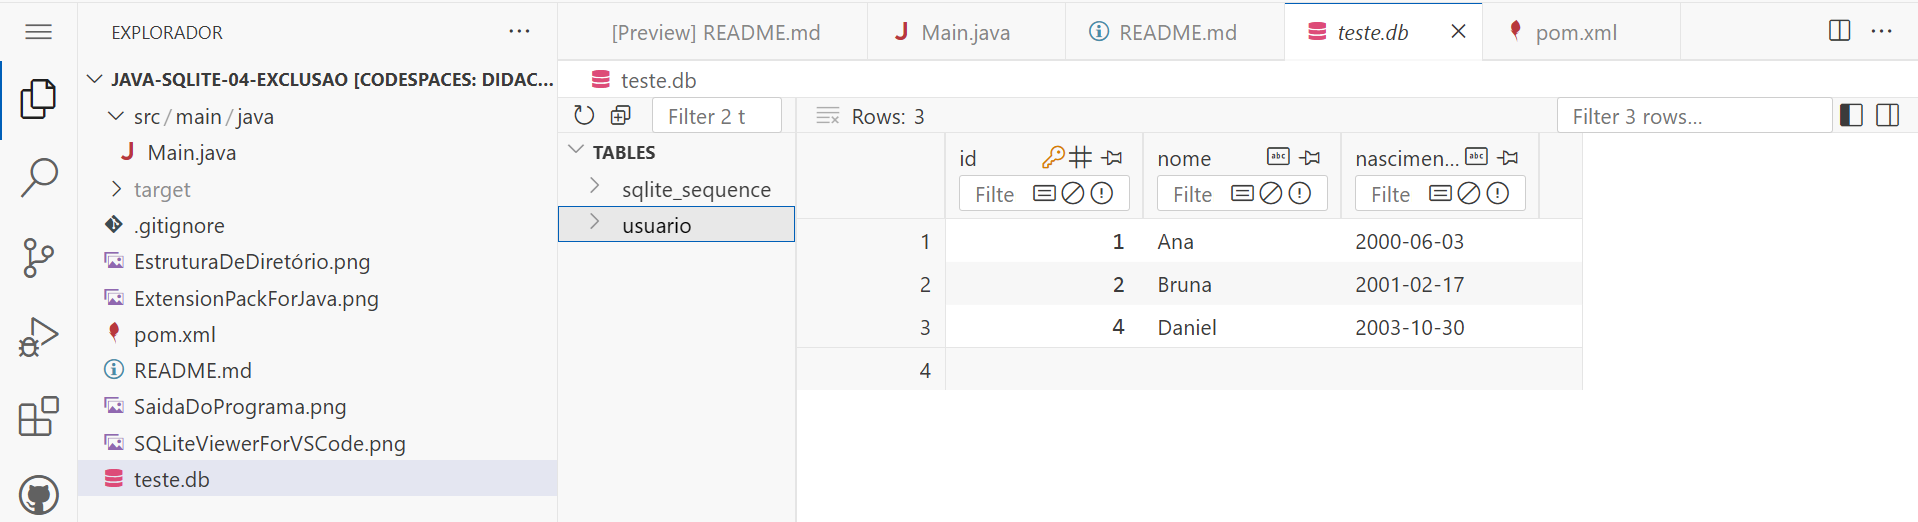 EXPLORADOR
JAVA-SQLITE-04-EXCLUSAO [CODESPACES: DIDAC...
src/main/java
Main.java
target
.gitignore
EstruturaDeDiretório.png
ExtensionPackForJava.png
pom.xml
README.md
SaidaDoPrograma.png
SQLiteViewerForVSCode.png
teste.db
[Preview] README.md
Main.java
README.md
teste.db
pom.xml
teste.db
Filter 2 t
Rows: 3
Filter 3 rows...
TABLES
sqlite_sequence
usuario
id nome nascimen...
Filte Filte Filte
1 1 Ana 2000-06-03
2 2 Bruna 2001-02-17
3 4 Daniel 2003-10-30
4